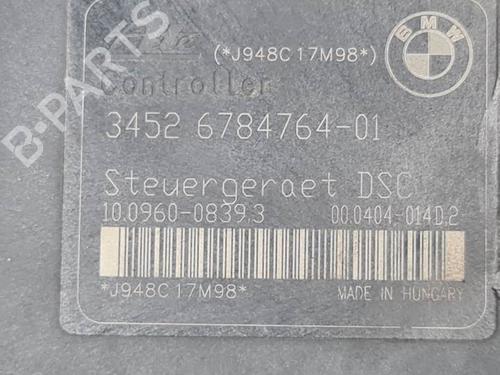 (*J948C17M98*)
BMW
Controller
3452 6784764-01
Steuergeraet DSC
10.0960-0839.3 00.0404-014D.2
*J948C17M98*
MADE IN HUNGARY
B-PARTS